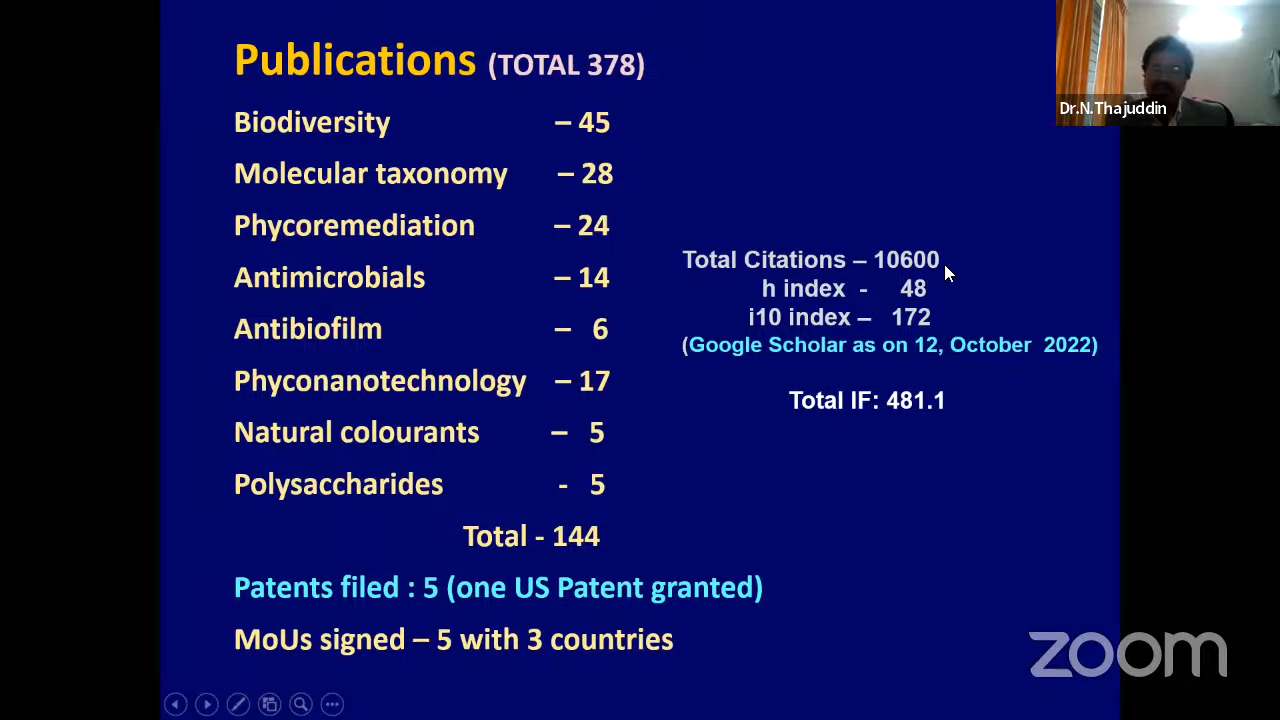 Publications (TOTAL 378)
Biodiversity – 45
Molecular taxonomy – 28
Phycoremediation – 24
Antimicrobials – 14
Antibiofilm – 6
Phyconanotechnology – 17
Natural colourants – 5
Polysaccharides - 5
Total - 144
Patents filed : 5 (one US Patent granted)
MoUs signed – 5 with 3 countries
Total Citations – 10600
h index - 48
i10 index – 172
(Google Scholar as on 12, October 2022)
Total IF: 481.1
Dr.N.Thajuddin
zoom